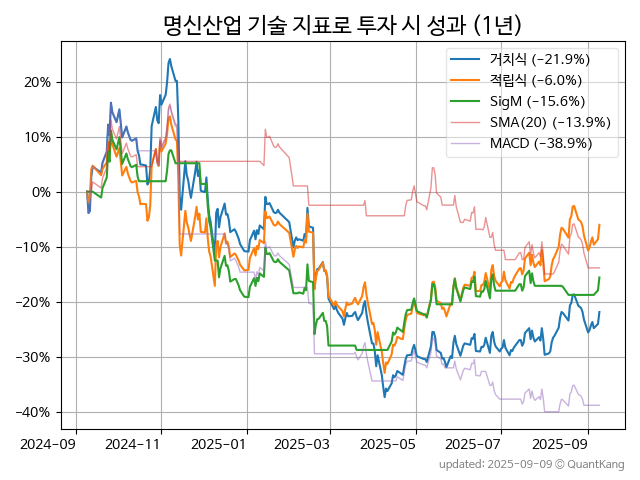 명신산업 기술 지표로 투자 시 성과 (1년)
거치식 (−21.9%)
적립식 (−6.0%)
SigM (−15.6%)
SMA(20) (−13.9%)
MACD (−38.9%)
20%
10%
0%
−10%
−20%
−30%
−40%
2024−09
2024−11
2025−01
2025−03
2025−05
2025−07
2025−09
updated: 2025−09−09 © QuantKang